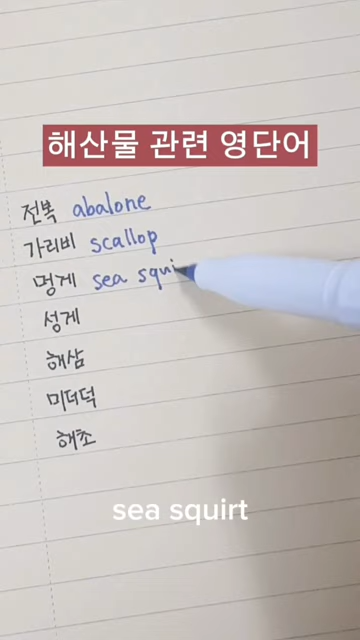 해산물 관련 영단어
전복 abalone
가리비 scallop
멍게 sea squi
성게
해삼
미더덕
해초
sea squirt